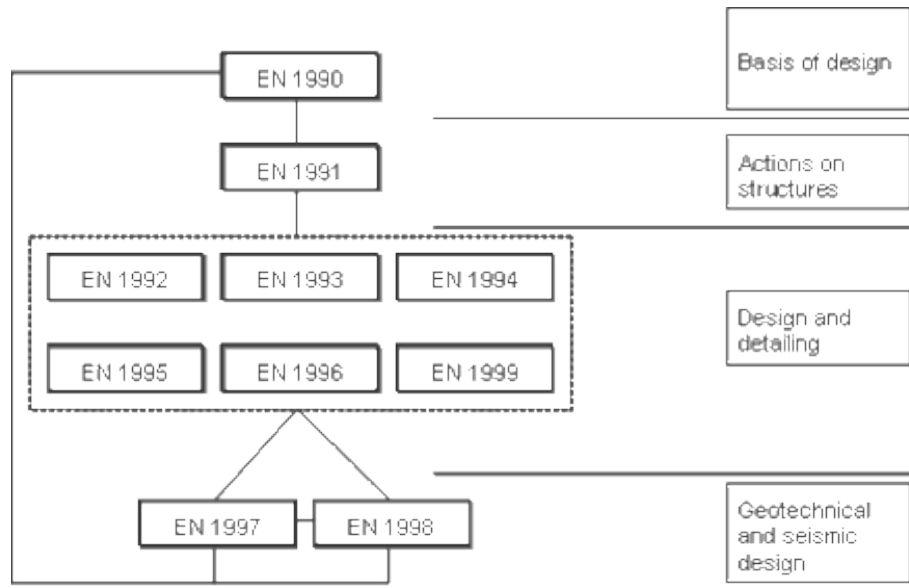 EN 1990
Basis of design
EN 1991
Actions on
structures
EN 1992
EN 1993
EN 1994
EN 1995
EN 1996
EN 1999
Design and
detailing
EN 1997
EN 1998
Geotechnical
and seismic
design